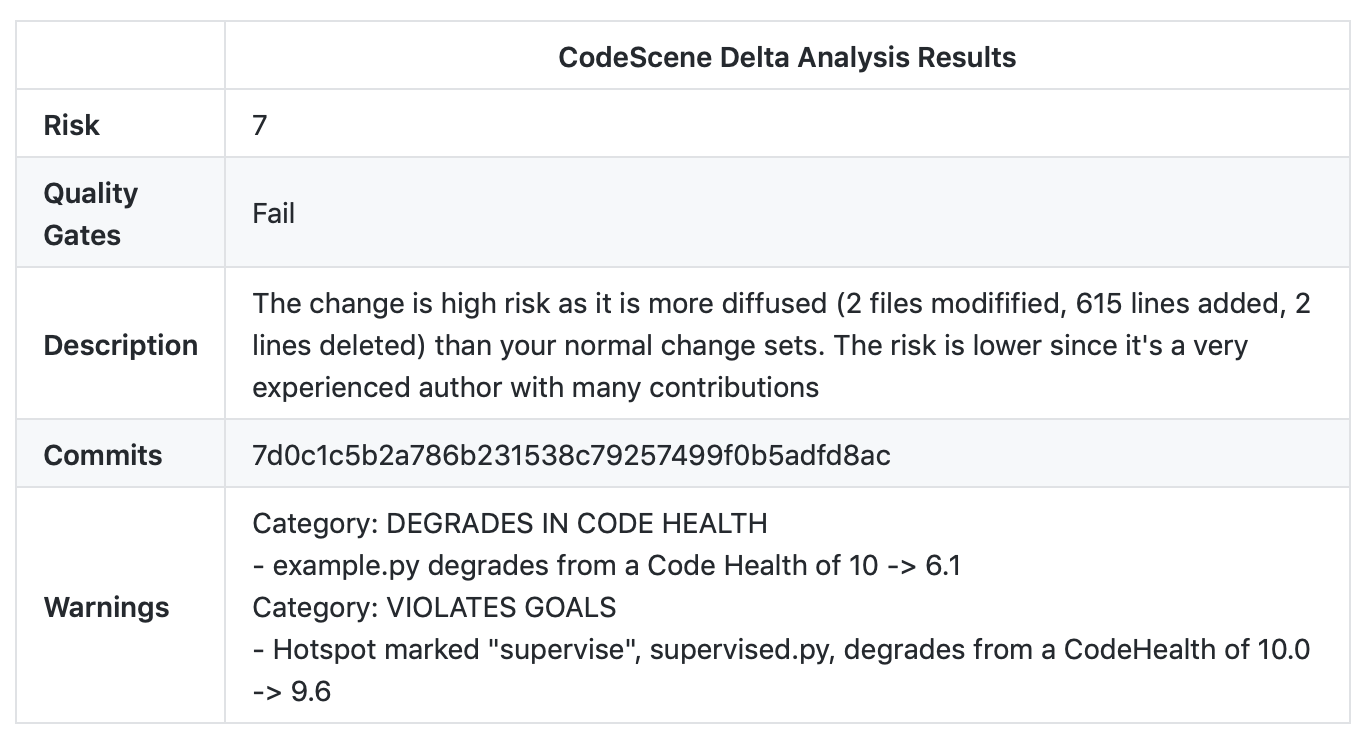 CodeScene Delta Analysis Results
Risk
7
Quality
Gates
Fail
Description
The change is high risk as it is more diffused (2 files modifified, 615 lines added, 2
lines deleted) than your normal change sets. The risk is lower since it's a very
experienced author with many contributions
Commits
7d0c1c5b2a786b231538c79257499f0b5adfd8ac
Warnings
Category: DEGRADES IN CODE HEALTH
- example.py degrades from a Code Health of 10 -> 6.1
Category: VIOLATES GOALS
- Hotspot marked "supervise", supervised.py, degrades from a CodeHealth of 10.0
-> 9.6